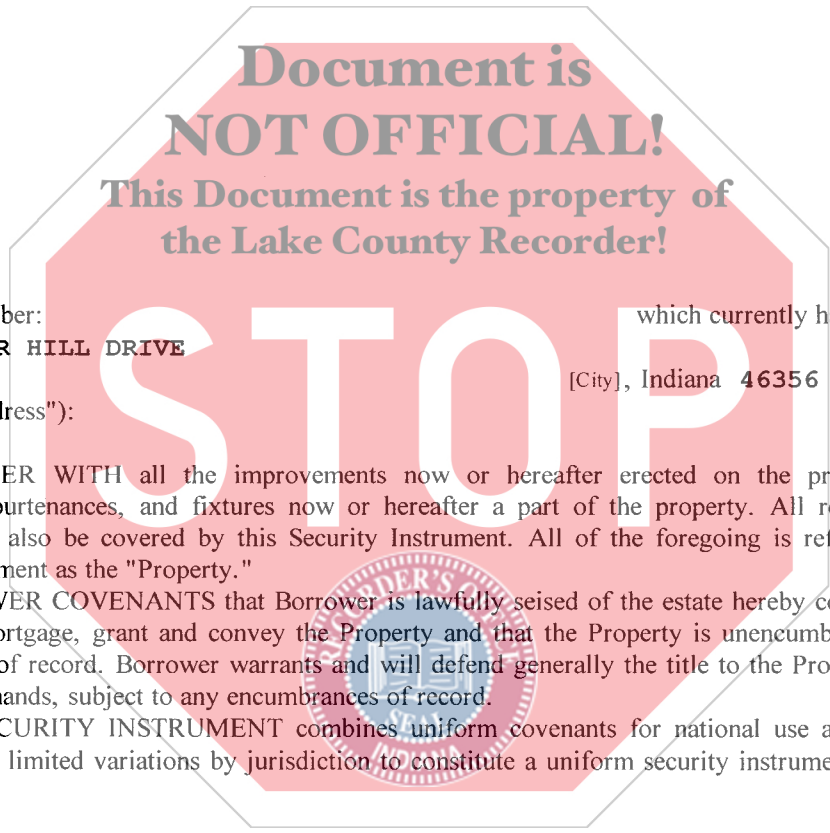 Document is
NOT OFFICIAL!
This Document is the property of
the Lake County Recorder!
STOP
ber: which currently h
R HILL DRIVE
[City], Indiana 46356
dress"):
ER WITH all the improvements now or hereafter erected on the pr
ourtenances, and fixtures now or hereafter a part of the property. All r
also be covered by this Security Instrument. All of the foregoing is ref
ment as the "Property."
WER COVENANTS that Borrower is lawfully seised of the estate hereby c
ortgage, grant and convey the Property and that the Property is unencumb
of record. Borrower warrants and will defend generally the title to the Pro
nands, subject to any encumbrances of record.
CURITY INSTRUMENT combines uniform covenants for national use a
limited variations by jurisdiction to constitute a uniform security instrume
RECORDER'S OFFICE
SEAL
INDIANA